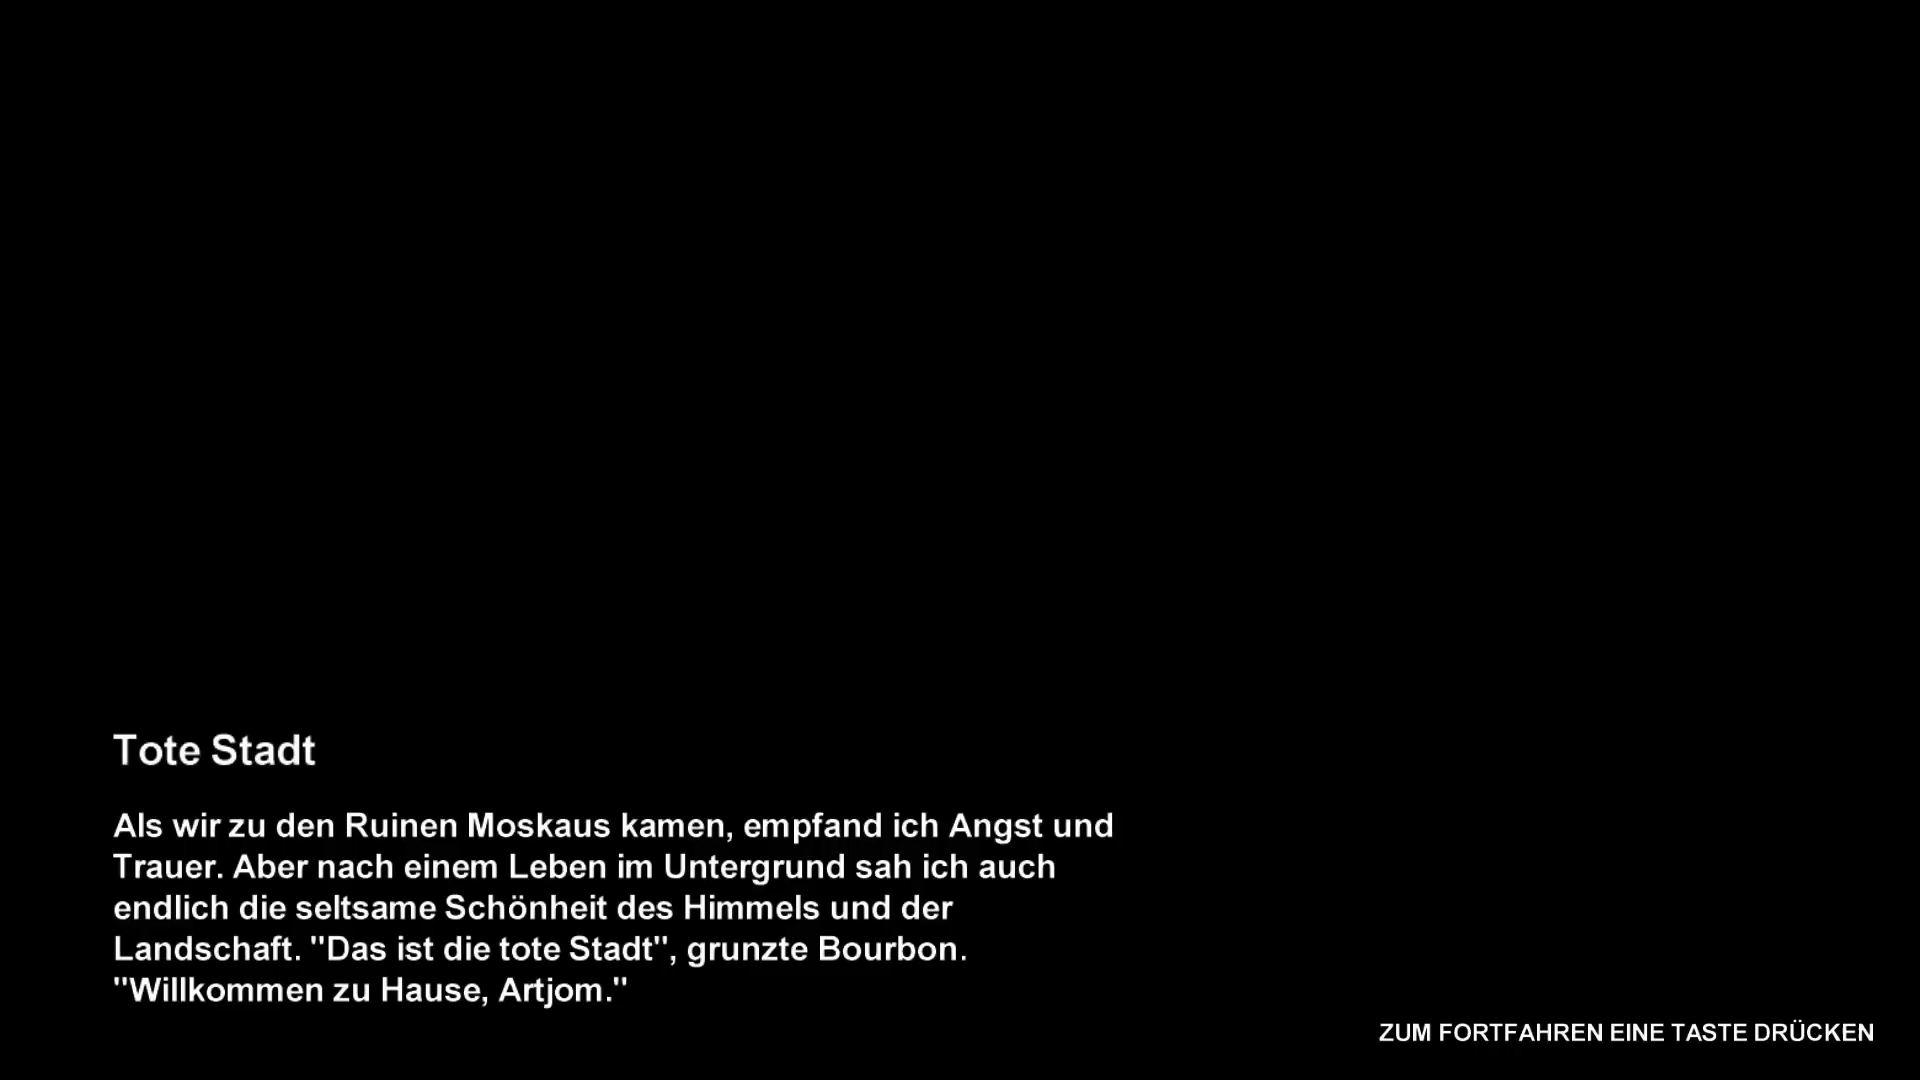 Tote Stadt
Als wir zu den Ruinen Moskaus kamen, empfand ich Angst und
Trauer. Aber nach einem Leben im Untergrund sah ich auch
endlich die seltsame Schönheit des Himmels und der
Landschaft. "Das ist die tote Stadt", grunzte Bourbon.
"Willkommen zu Hause, Artjom."
ZUM FORTFAHREN EINE TASTE DRÜCKEN